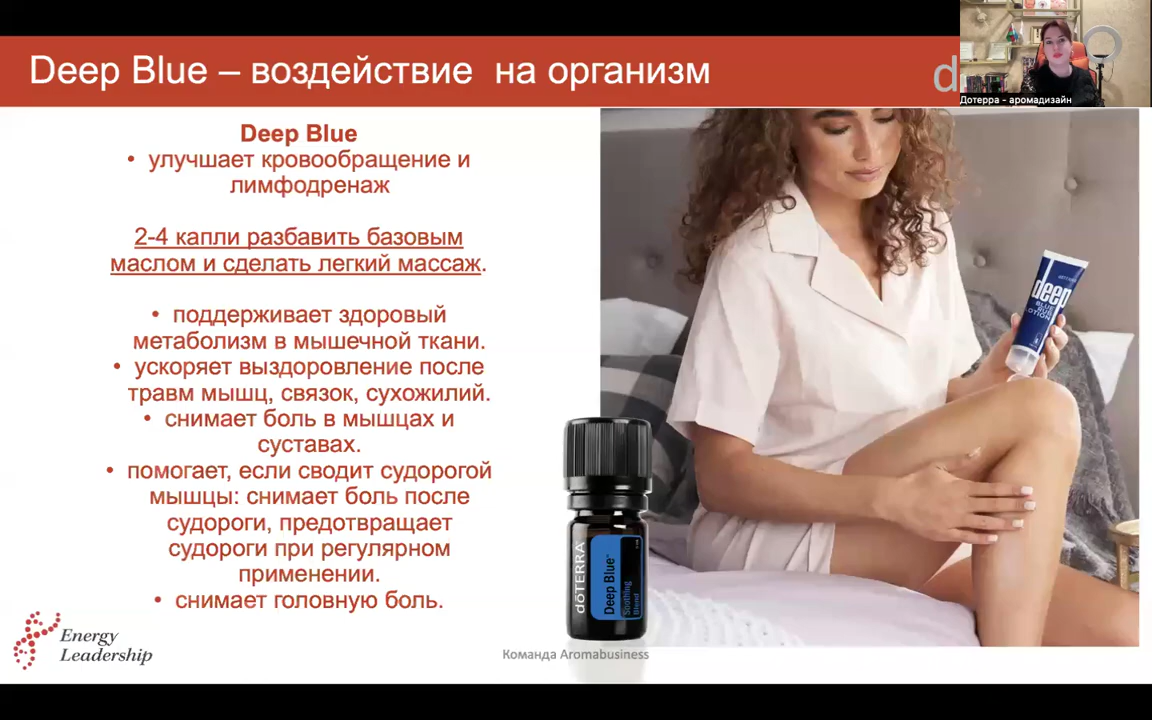 Deep Blue – воздействие на организм
d
Дотерра - аромадизайн
Deep Blue
• улучшает кровообращение и
лимфодренаж
2-4 капли разбавить базовым
маслом и сделать легкий массаж.
• поддерживает здоровый
метаболизм в мышечной ткани.
• ускоряет выздоровление после
травм мышц, связок, сухожилий.
• снимает боль в мышцах и
суставах.
• помогает, если сводит судорогой
мышцы: снимает боль после
судороги, предотвращает
судороги при регулярном
применении.
• снимает головную боль.
deep
BLUE
RUB
LOTION
dōTERRA
Deep Blue
Soothing
Blend
Energy
Leadership
Команда Aromabusiness